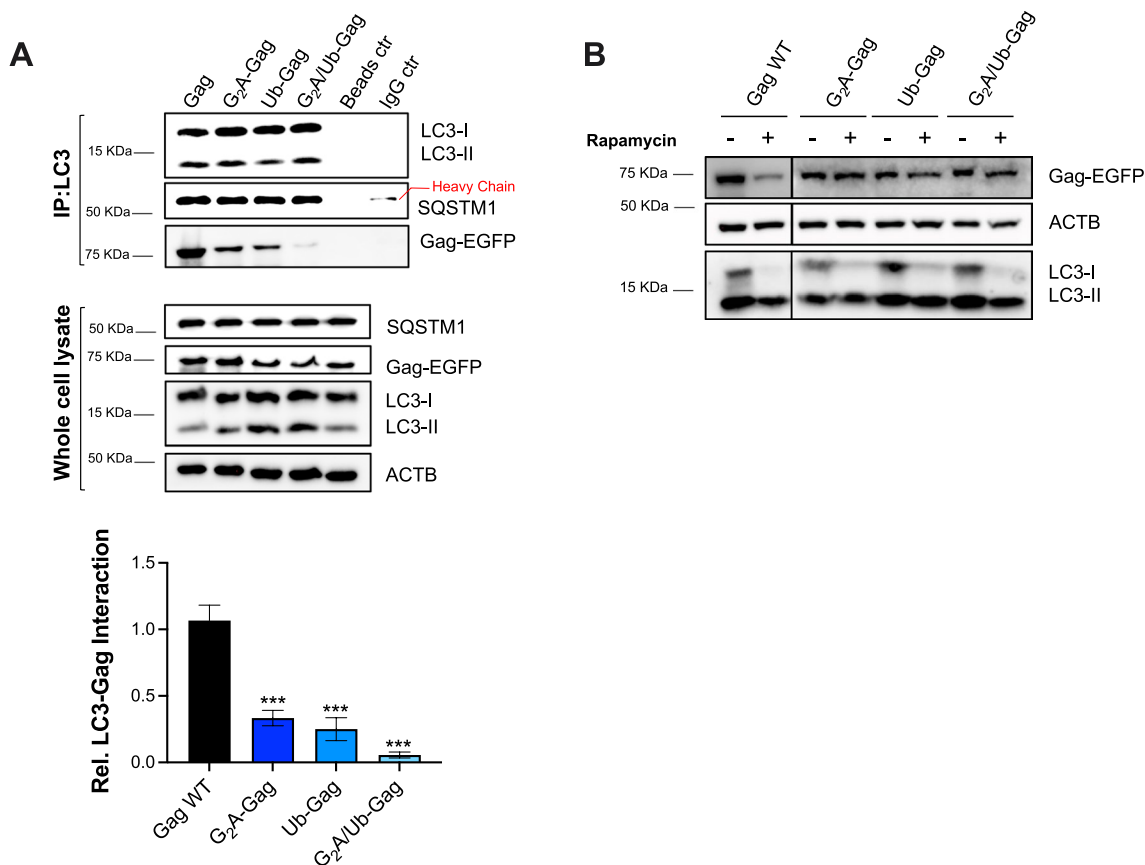 A
Gag
G₂A-Gag
Ub-Gag
G₂A/Ub-Gag
Beads ctr
IgG ctr
IP:LC3
LC3-I
15 KDa
LC3-II
Heavy Chain
50 KDa
SQSTM1
Gag-EGFP
75 KDa
Whole cell lysate
50 KDa
SQSTM1
75 KDa
Gag-EGFP
LC3-I
15 KDa
LC3-II
50 KDa
ACTB
Rel. LC3-Gag Interaction
1.5
1.0
0.5
0.0
***
***
***
Gag WT
G₂A-Gag
Ub-Gag
G₂A/Ub-Gag
B
Gag WT
G₂A-Gag
Ub-Gag
G₂A/Ub-Gag
Rapamycin - + - + - + - +
75 KDa
Gag-EGFP
50 KDa
ACTB
LC3-I
15 KDa
LC3-II